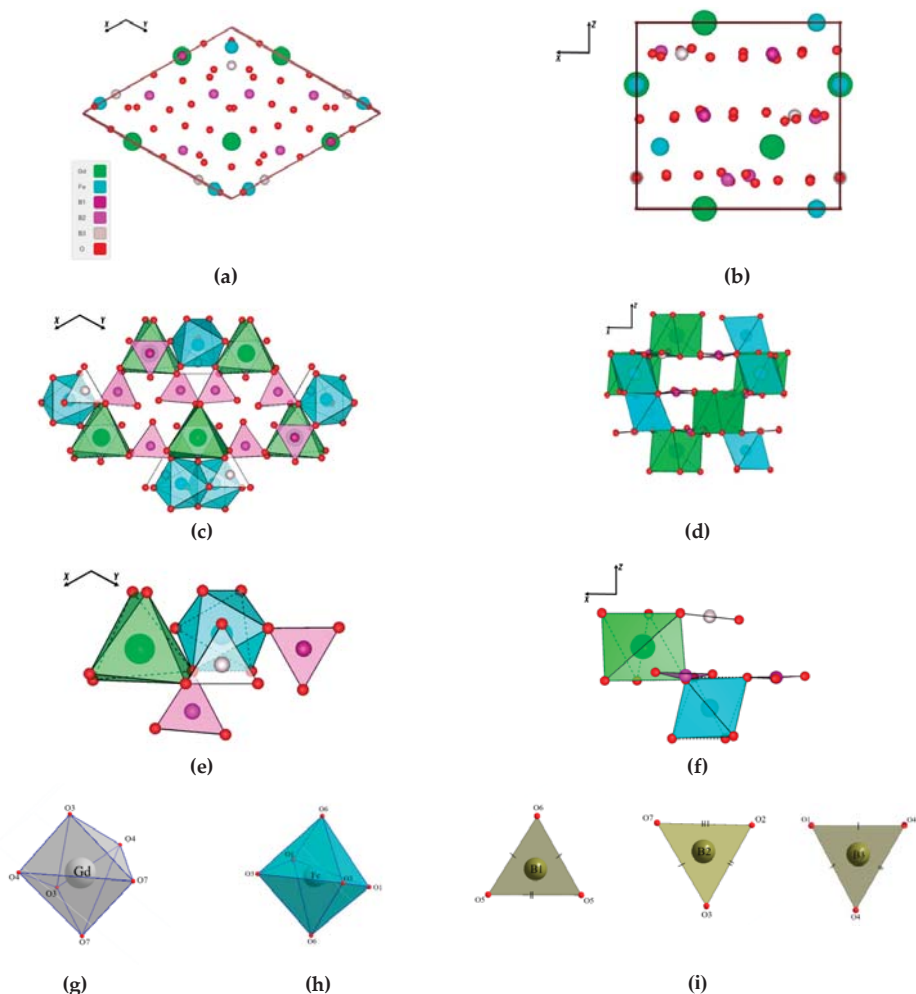 X Y
Z
X
Gd
Fe
B1
B2
B3
O
(a)
(b)
X Y
X
(c)
(d)
X Y
Z
X
(e)
(f)
O3
O4
Gd
O4
O3
O7
O7
(g)
O6
Fe
O1
O6
(h)
O6
B1
O5 O5
O7 O2
B2
O3
O1 O4
B3
O4
(i)